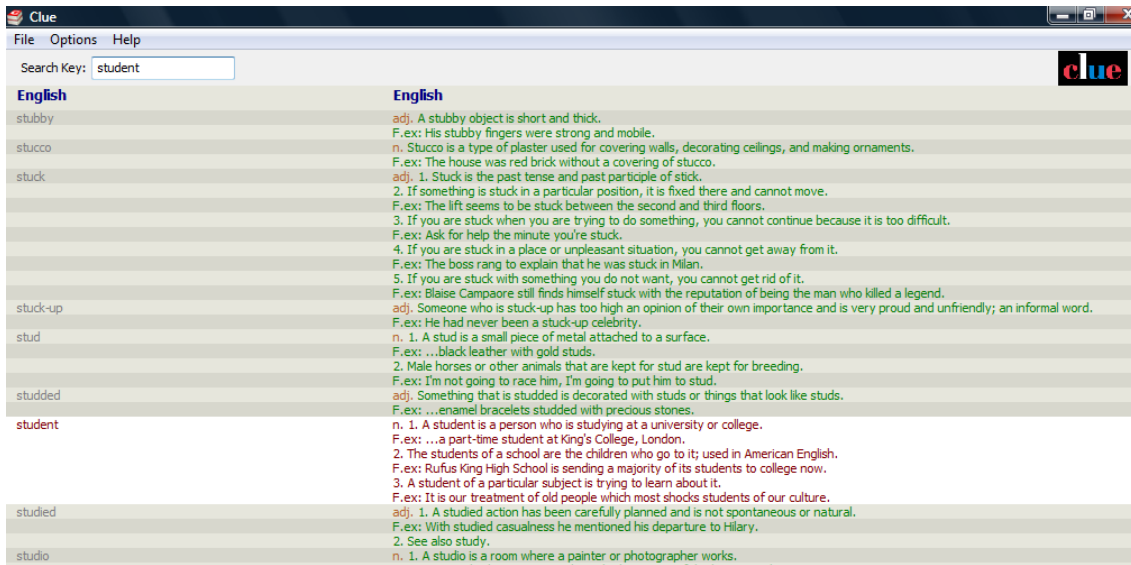 Clue
File Options Help
Search Key: student
clue
English English
stubby adj. A stubby object is short and thick.
F.ex: His stubby fingers were strong and mobile.
stucco n. Stucco is a type of plaster used for covering walls, decorating ceilings, and making ornaments.
F.ex: The house was red brick without a covering of stucco.
stuck adj. 1. Stuck is the past tense and past participle of stick.
2. If something is stuck in a particular position, it is fixed there and cannot move.
F.ex: The lift seems to be stuck between the second and third floors.
3. If you are stuck when you are trying to do something, you cannot continue because it is too difficult.
F.ex: Ask for help the minute you're stuck.
4. If you are stuck in a place or unpleasant situation, you cannot get away from it.
F.ex: The boss rang to explain that he was stuck in Milan.
5. If you are stuck with something you do not want, you cannot get rid of it.
F.ex: Blaise Campaore still finds himself stuck with the reputation of being the man who killed a legend.
stuck-up adj. Someone who is stuck-up has too high an opinion of their own importance and is very proud and unfriendly; an informal word.
F.ex: He had never been a stuck-up celebrity.
stud n. 1. A stud is a small piece of metal attached to a surface.
F.ex: ...black leather with gold studs.
2. Male horses or other animals that are kept for stud are kept for breeding.
F.ex: I'm not going to race him, I'm going to put him to stud.
studded adj. Something that is studded is decorated with studs or things that look like studs.
F.ex: ...enamel bracelets studded with precious stones.
student n. 1. A student is a person who is studying at a university or college.
F.ex: ...a part-time student at King's College, London.
2. The students of a school are the children who go to it; used in American English.
F.ex: Rufus King High School is sending a majority of its students to college now.
3. A student of a particular subject is trying to learn about it.
F.ex: It is our treatment of old people which most shocks students of our culture.
studied adj. 1. A studied action has been carefully planned and is not spontaneous or natural.
F.ex: With studied casualness he mentioned his departure to Hilary.
2. See also study.
studio n. 1. A studio is a room where a painter or photographer works.